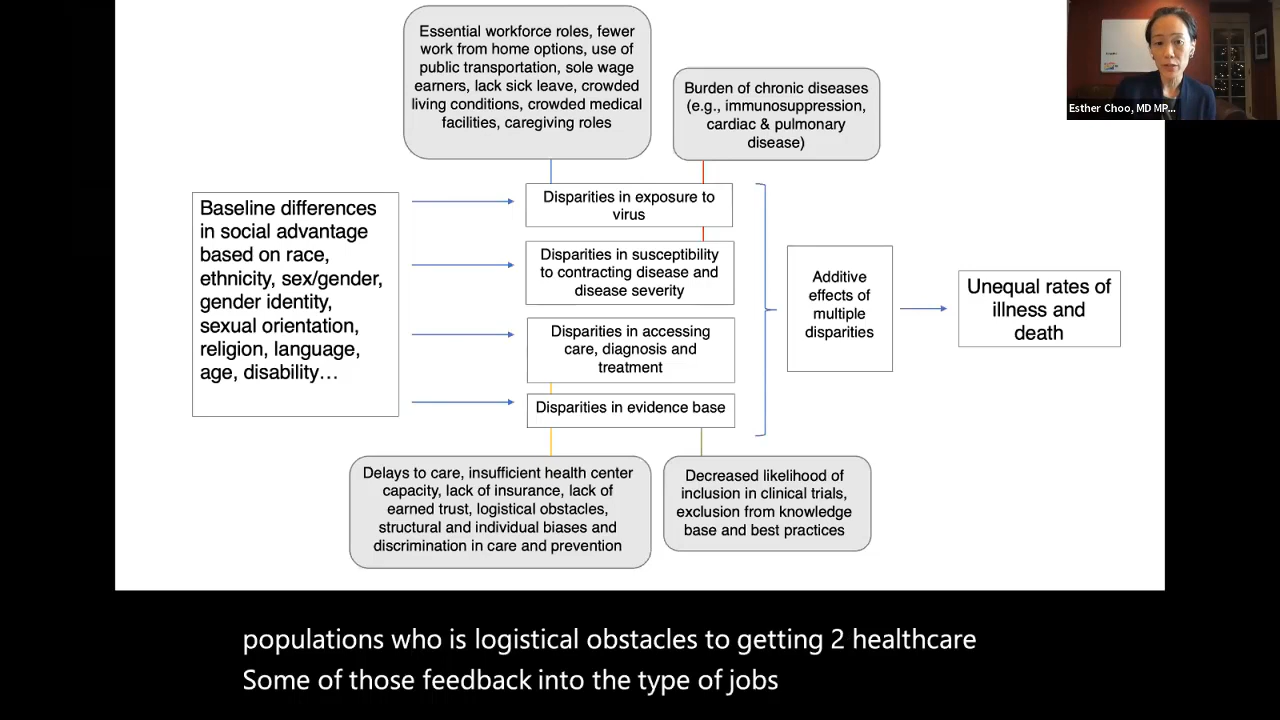 Essential workforce roles, fewer
work from home options, use of
public transportation, sole wage
earners, lack sick leave, crowded
living conditions, crowded medical
facilities, caregiving roles
Burden of chronic diseases
(e.g., immunosuppression,
cardiac & pulmonary
disease)
Esther Choo, MD MP...
Baseline differences
in social advantage
based on race,
ethnicity, sex/gender,
gender identity,
sexual orientation,
religion, language,
age, disability…
Disparities in exposure to
virus
Disparities in susceptibility
to contracting disease and
disease severity
Disparities in accessing
care, diagnosis and
treatment
Disparities in evidence base
Additive
effects of
multiple
disparities
Unequal rates of
illness and
death
Delays to care, insufficient health center
capacity, lack of insurance, lack of
earned trust, logistical obstacles,
structural and individual biases and
discrimination in care and prevention
Decreased likelihood of
inclusion in clinical trials,
exclusion from knowledge
base and best practices
populations who is logistical obstacles to getting 2 healthcare
Some of those feedback into the type of jobs